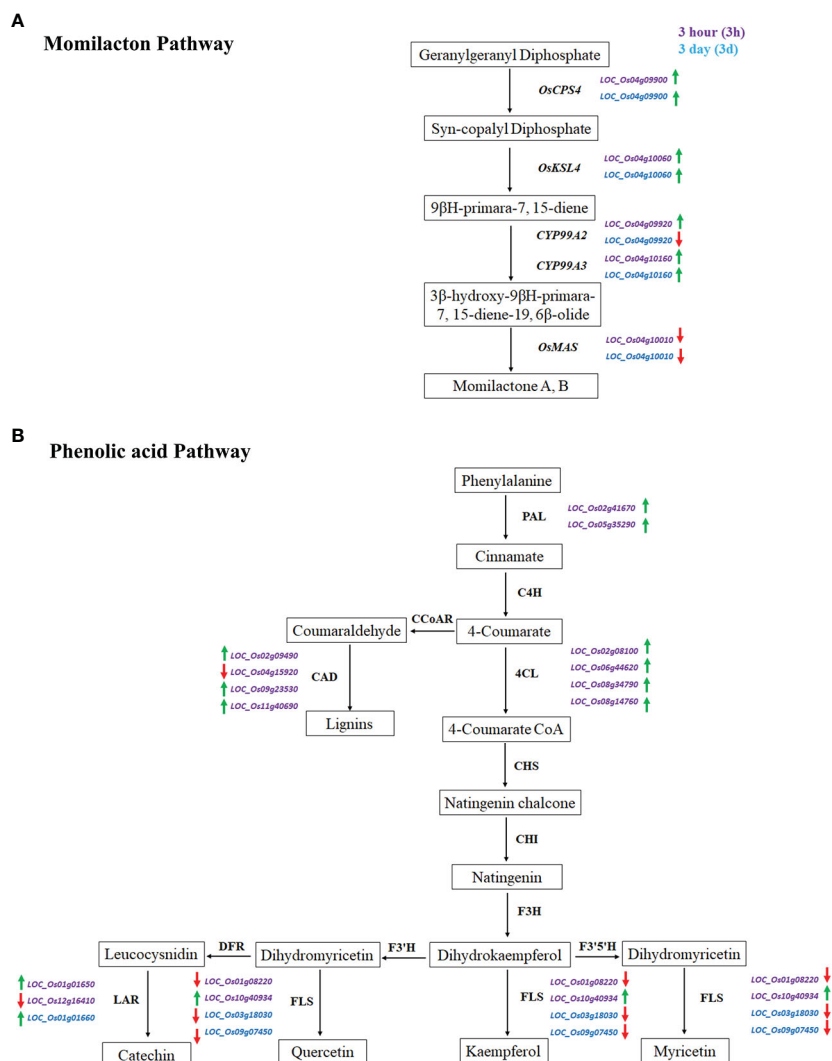 A
Momilacton Pathway
3 hour (3h)
3 day (3d)
Geranylgeranyl Diphosphate
OsCPS4
LOC_Os04g09900
LOC_Os04g09900
Syn-copalyl Diphosphate
OsKSL4
LOC_Os04g10060
LOC_Os04g10060
9βH-primara-7, 15-diene
CYP99A2
LOC_Os04g09920
LOC_Os04g09920
CYP99A3
LOC_Os04g10160
LOC_Os04g10160
3β-hydroxy-9βH-primara-
7, 15-diene-19, 6β-olide
OsMAS
LOC_Os04g10010
LOC_Os04g10010
Momilactone A, B
B
Phenolic acid Pathway
Phenylalanine
PAL
LOC_Os02g41670
LOC_Os05g35290
Cinnamate
C4H
Coumaraldehyde
CCoAR
4-Coumarate
LOC_Os02g09490
LOC_Os04g15920
LOC_Os09g23530
LOC_Os11g40690
CAD
4CL
LOC_Os02g08100
LOC_Os06g44620
LOC_Os08g34790
LOC_Os08g14760
Lignins
4-Coumarate CoA
CHS
Natingenin chalcone
CHI
Natingenin
F3H
Leucocysnidin
DFR
Dihydromyricetin
F3'H
Dihydrokaempferol
F3'5'H
Dihydromyricetin
LOC_Os01g01650
LOC_Os12g16410
LOC_Os01g01660
LAR
LOC_Os01g08220
LOC_Os10g40934
LOC_Os03g18030
LOC_Os09g07450
FLS
FLS
LOC_Os01g08220
LOC_Os10g40934
LOC_Os03g18030
LOC_Os09g07450
FLS
LOC_Os01g08220
LOC_Os10g40934
LOC_Os03g18030
LOC_Os09g07450
Catechin
Quercetin
Kaempferol
Myricetin